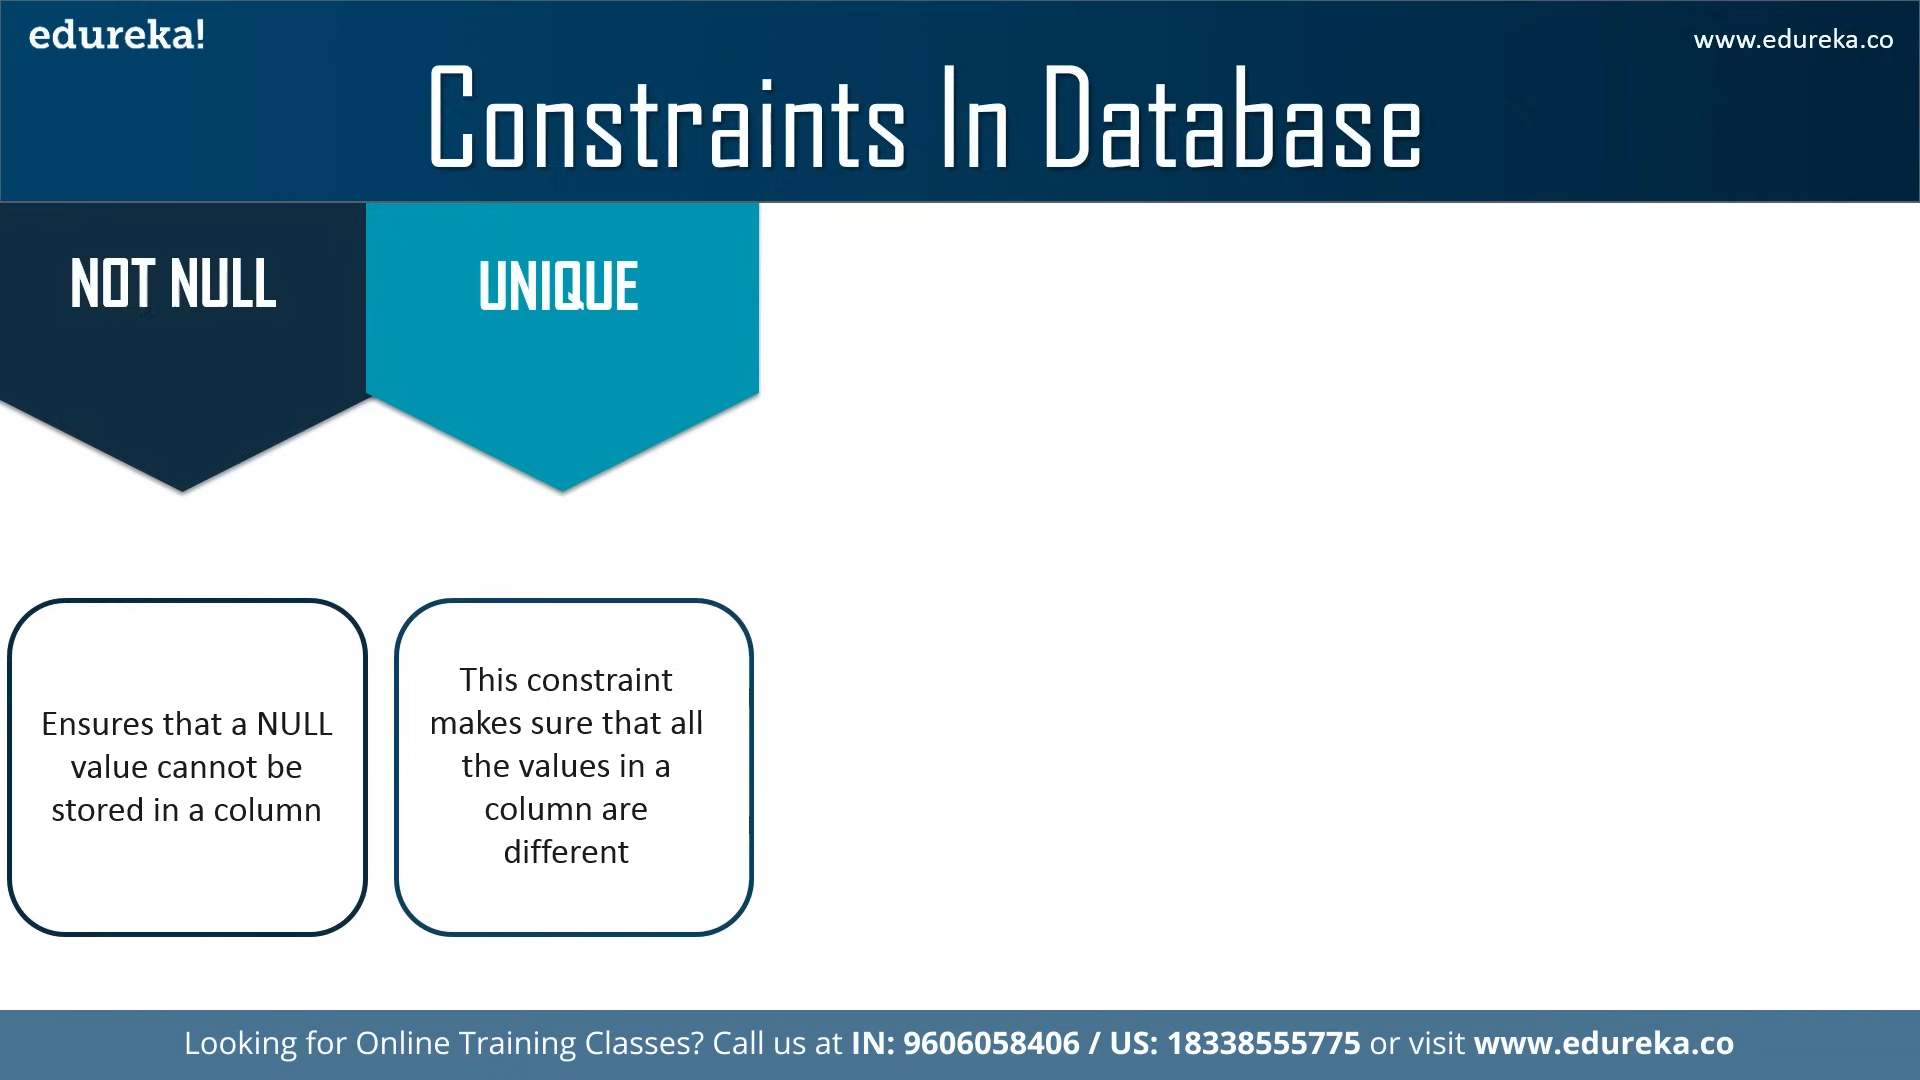 edureka!
www.edureka.co
Constraints In Database
NOT NULL
UNIQUE
Ensures that a NULL
value cannot be
stored in a column
This constraint
makes sure that all
the values in a
column are
different
Looking for Online Training Classes? Call us at IN: 9606058406 / US: 18338555775 or visit www.edureka.co